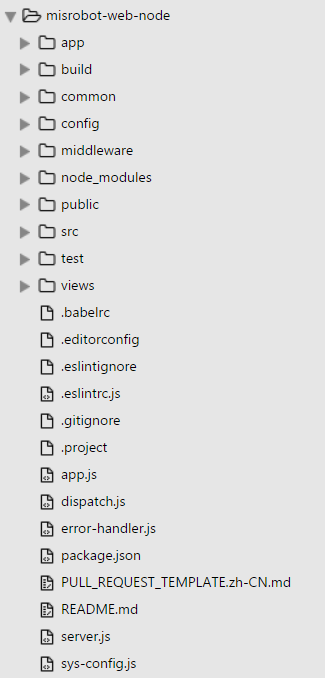 misrobot-web-node
app
build
common
config
middleware
node_modules
public
src
test
views
.babelrc
.editorconfig
.eslintignore
.eslintrc.js
.gitignore
.project
app.js
dispatch.js
error-handler.js
package.json
PULL_REQUEST_TEMPLATE.zh-CN.md
README.md
server.js
sys-config.js